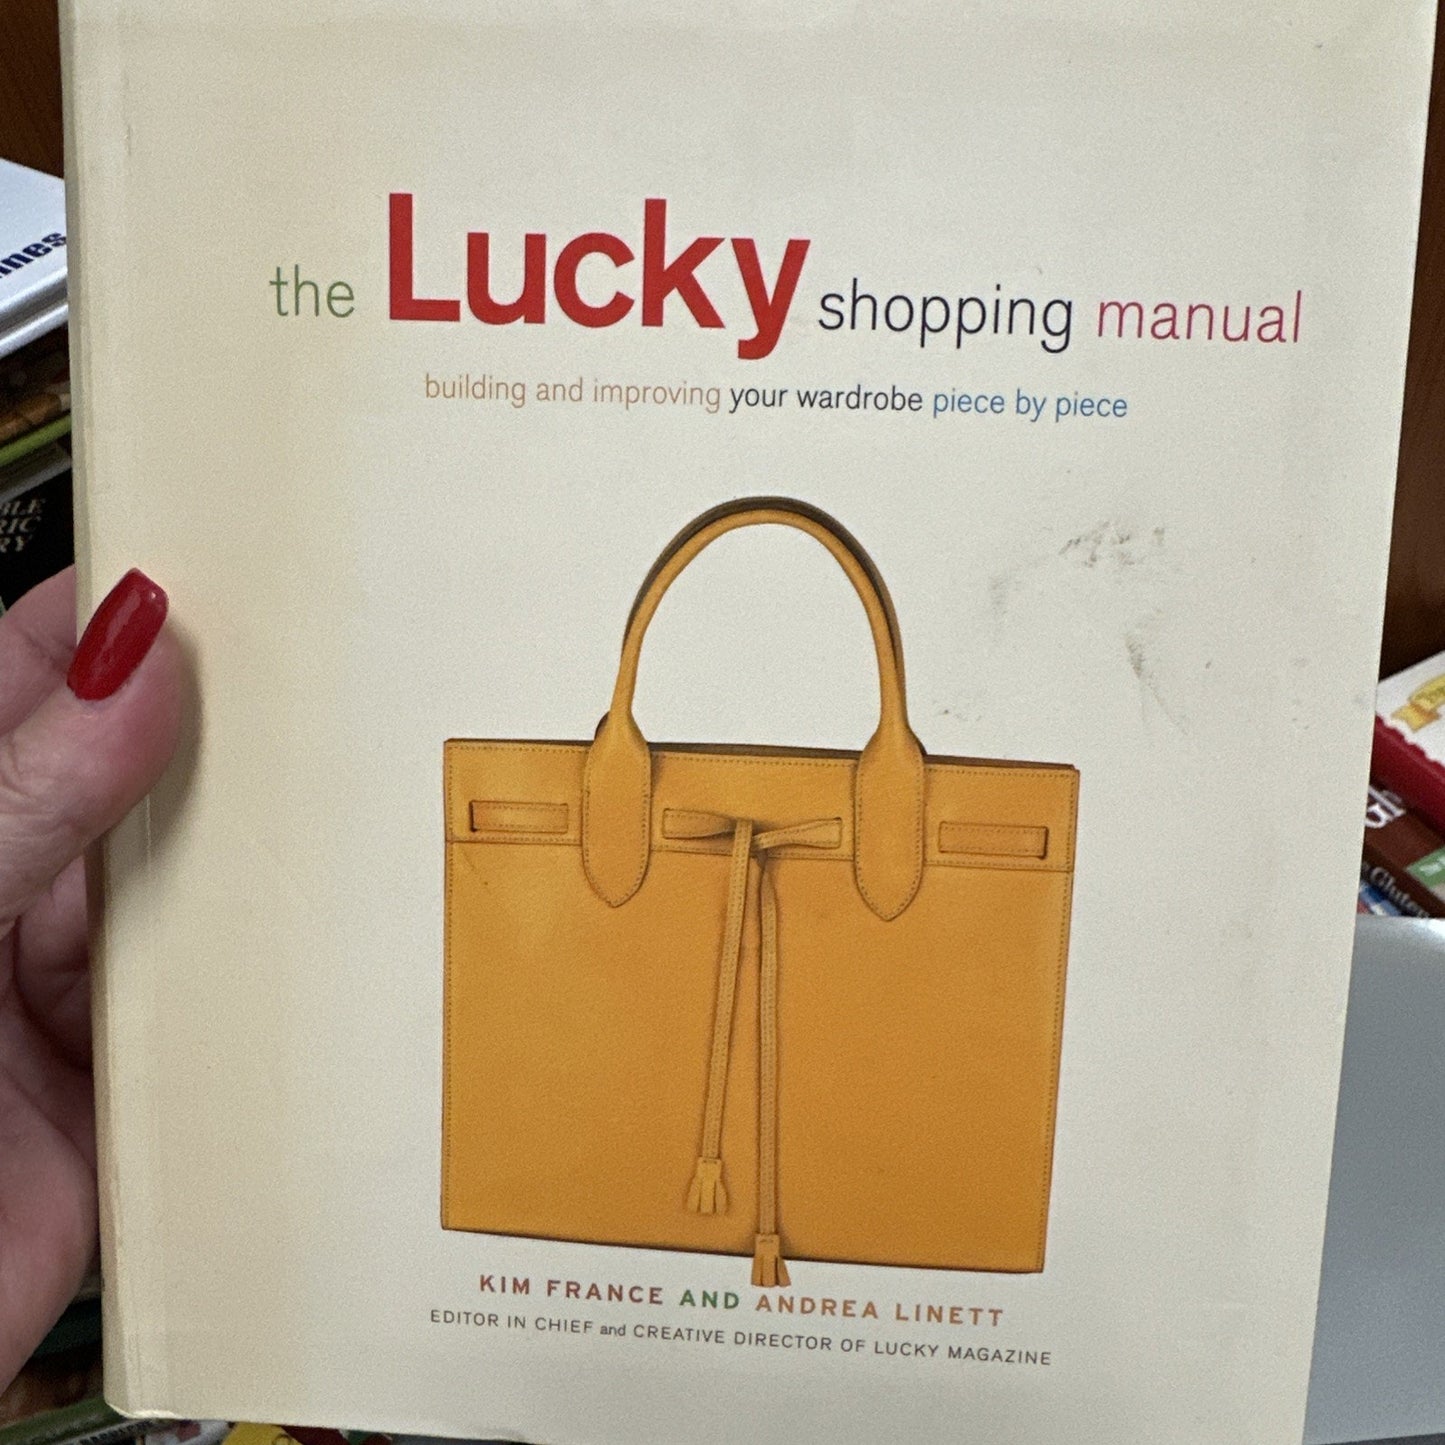 the Lucky shopping manual
building and improving your wardrobe piece by piece
KIM FRANCE AND ANDREA LINETT
EDITOR IN CHIEF and CREATIVE DIRECTOR OF LUCKY MAGAZINE